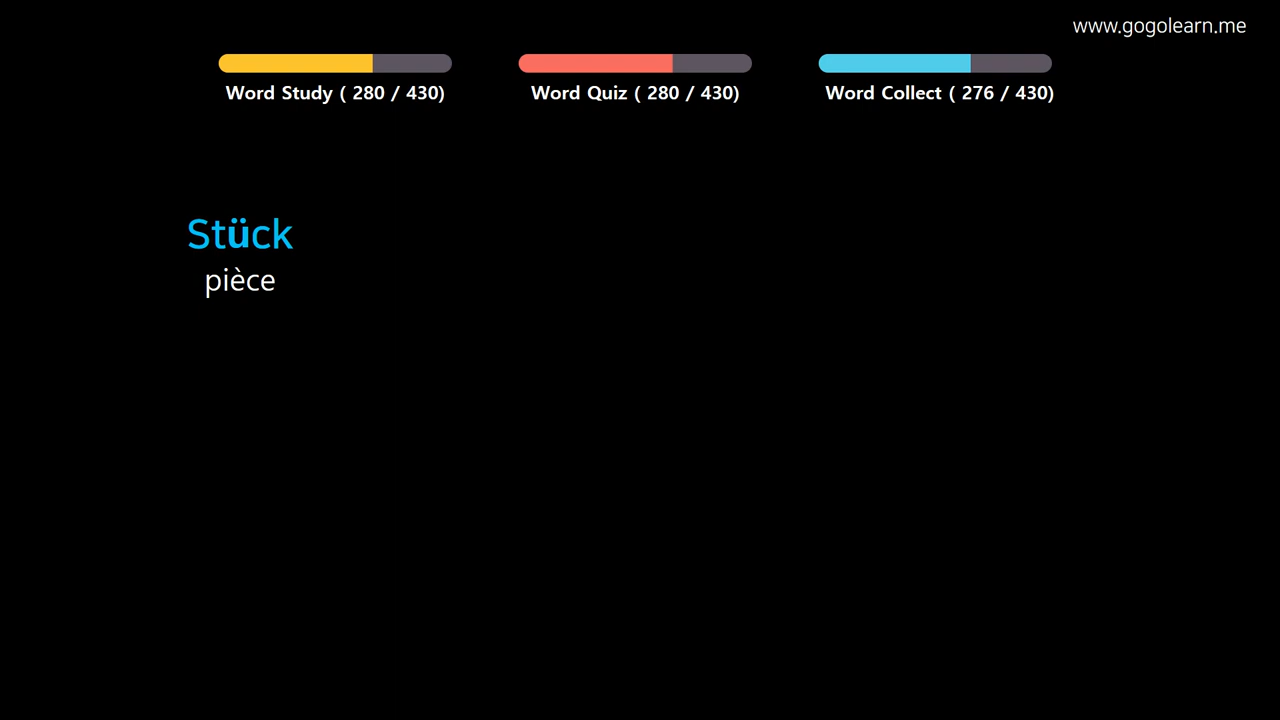 www.gogolearn.me
Word Study ( 280 / 430)
Word Quiz ( 280 / 430)
Word Collect ( 276 / 430)
Stück
pièce